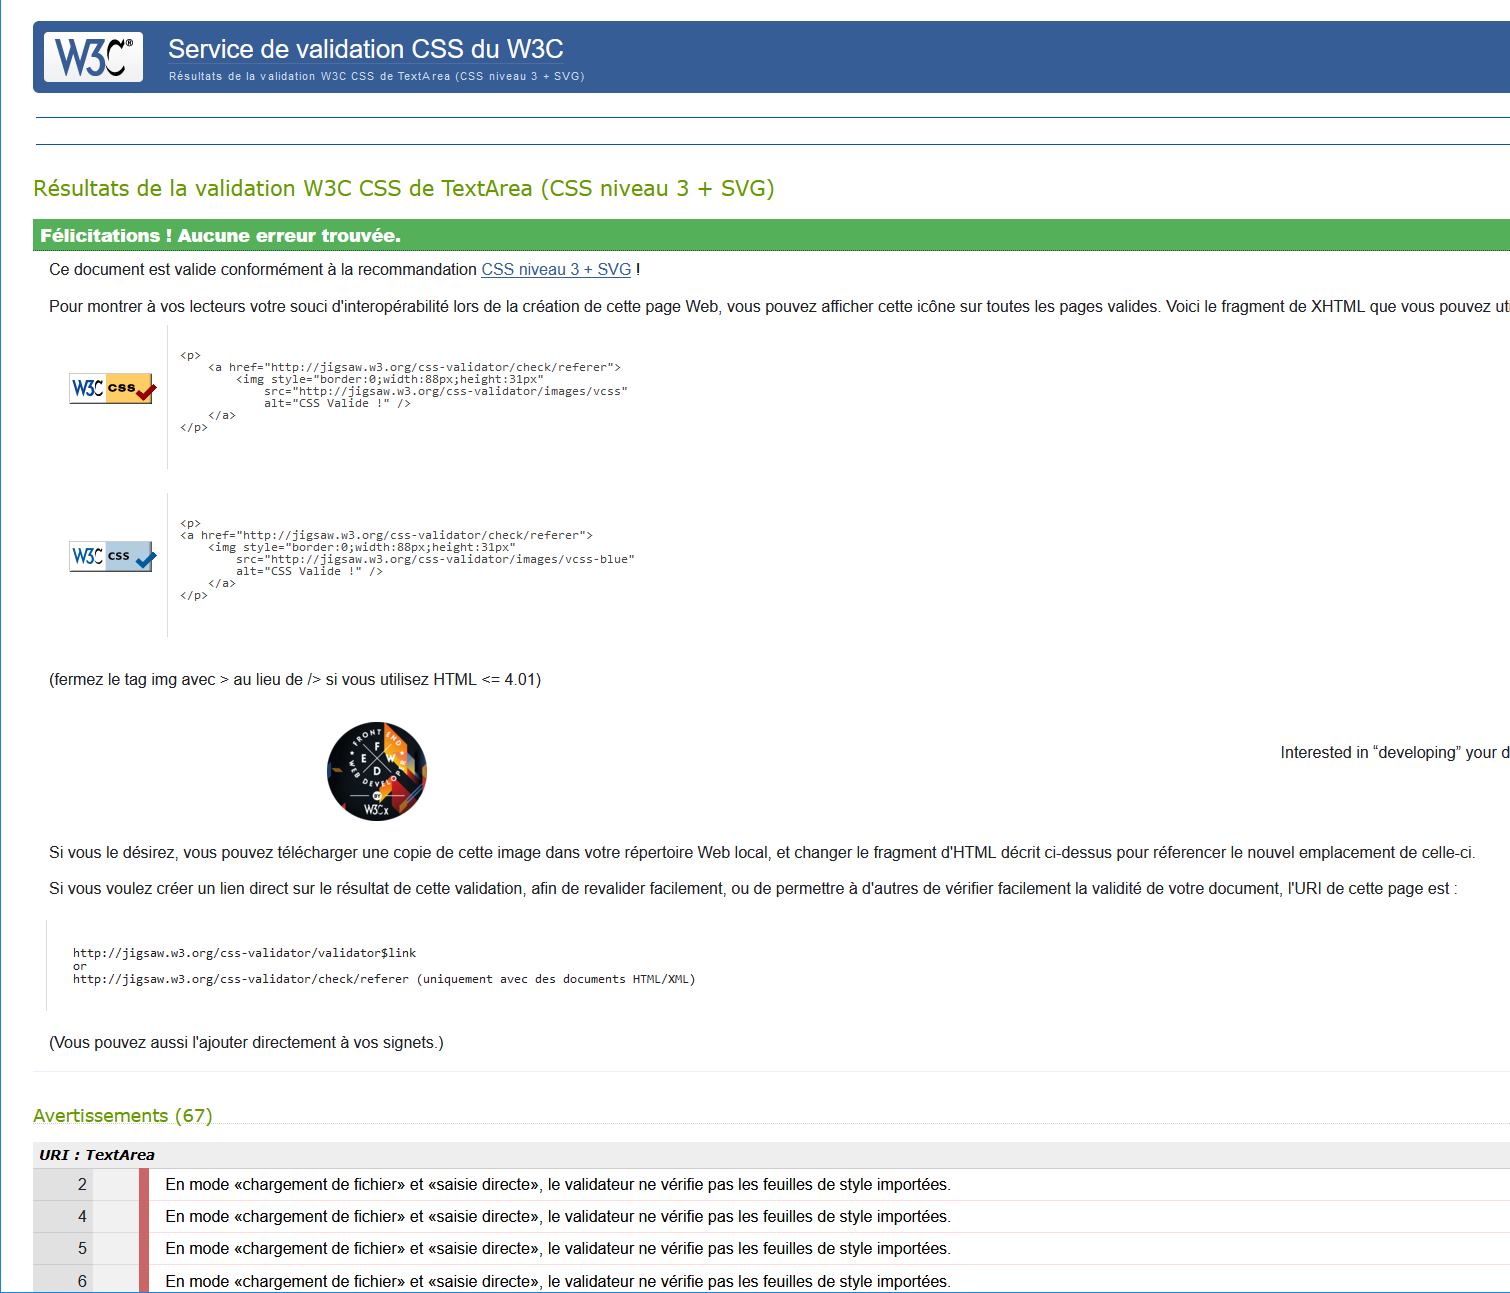 W3C®
Service de validation CSS du W3C
Résultats de la validation W3C CSS de TextArea (CSS niveau 3 + SVG)
Résultats de la validation W3C CSS de TextArea (CSS niveau 3 + SVG)
Félicitations ! Aucune erreur trouvée.
Ce document est valide conformément à la recommandation CSS niveau 3 + SVG !
Pour montrer à vos lecteurs votre souci d'interopérabilité lors de la création de cette page Web, vous pouvez afficher cette icône sur toutes les pages valides. Voici le fragment de XHTML que vous pouvez uti
W3C css
<p>
<a href="http://jigsaw.w3.org/css-validator/check/referer">
<img style="border:0;width:88px;height:31px"
src="http://jigsaw.w3.org/css-validator/images/vcss"
alt="CSS Valide !" />
</a>
</p>
W3C css
<p>
<a href="http://jigsaw.w3.org/css-validator/check/referer">
<img style="border:0;width:88px;height:31px"
src="http://jigsaw.w3.org/css-validator/images/vcss-blue"
alt="CSS Valide !" />
</a>
</p>
(fermez le tag img avec > au lieu de /> si vous utilisez HTML <= 4.01)
FRONT END
F
E W
D
WEB DEVELOPER
BY
W3Cx
Interested in “developing” your d
Si vous le désirez, vous pouvez télécharger une copie de cette image dans votre répertoire Web local, et changer le fragment d'HTML décrit ci-dessus pour réferencer le nouvel emplacement de celle-ci.
Si vous voulez créer un lien direct sur le résultat de cette validation, afin de revalider facilement, ou de permettre à d'autres de vérifier facilement la validité de votre document, l'URI de cette page est :
http://jigsaw.w3.org/css-validator/validator$link
or
http://jigsaw.w3.org/css-validator/check/referer (uniquement avec des documents HTML/XML)
(Vous pouvez aussi l'ajouter directement à vos signets.)
Avertissements (67)
URI : TextArea
2 En mode «chargement de fichier» et «saisie directe», le validateur ne vérifie pas les feuilles de style importées.
4 En mode «chargement de fichier» et «saisie directe», le validateur ne vérifie pas les feuilles de style importées.
5 En mode «chargement de fichier» et «saisie directe», le validateur ne vérifie pas les feuilles de style importées.
6 En mode «chargement de fichier» et «saisie directe», le validateur ne vérifie pas les feuilles de style importées.